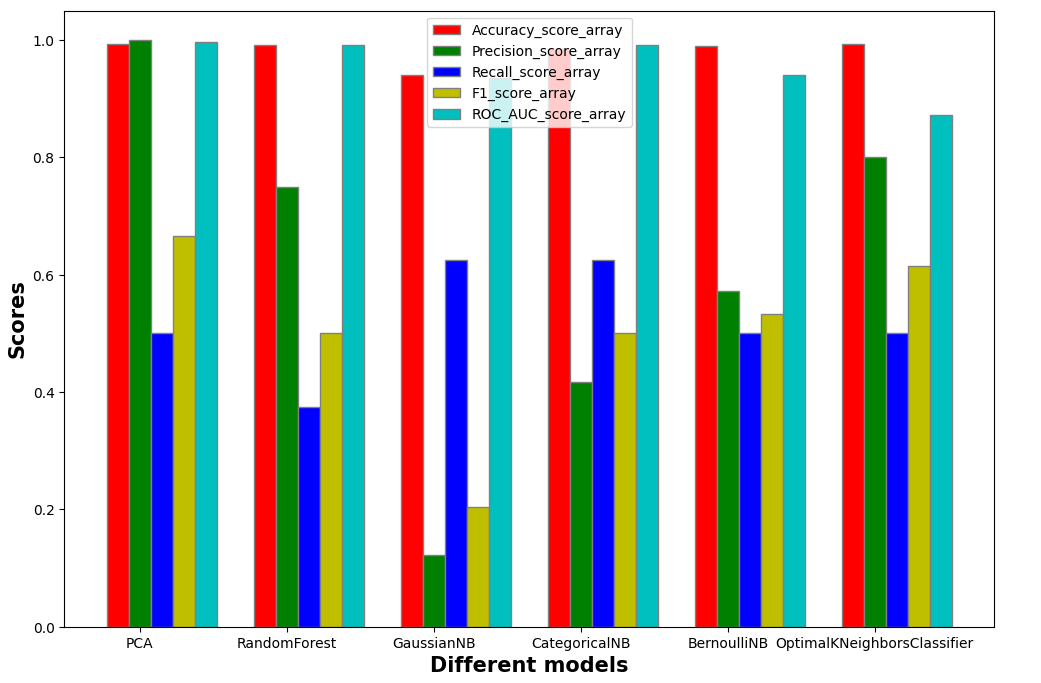 Accuracy_score_array
Precision_score_array
Recall_score_array
F1_score_array
ROC_AUC_score_array
1.0
0.8
0.6
0.4
0.2
0.0
Scores
PCA RandomForest GaussianNB CategoricalNB BernoulliNB OptimalKNeighborsClassifier
Different models